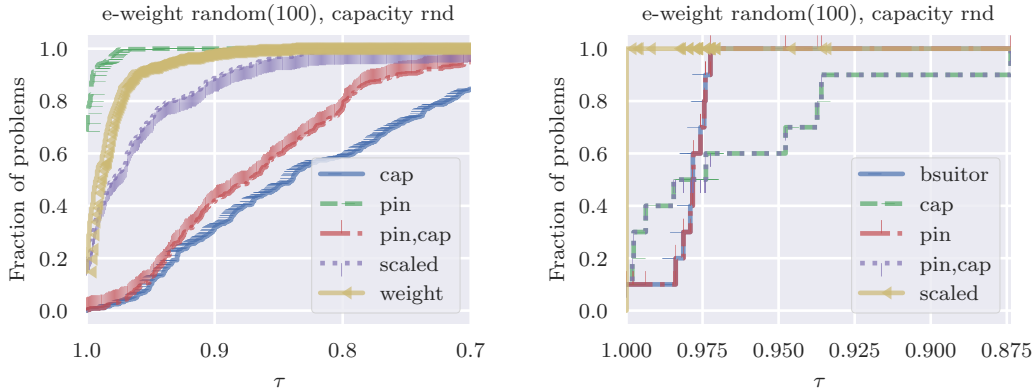 e-weight random(100), capacity rnd
Fraction of problems
1.0
0.8
0.6
0.4
0.2
0.0
cap
pin
pin,cap
scaled
weight
1.0 0.9 0.8 0.7
τ
e-weight random(100), capacity rnd
Fraction of problems
1.0
0.8
0.6
0.4
0.2
0.0
bsuitor
cap
pin
pin,cap
scaled
1.000 0.975 0.950 0.925 0.900 0.875
τ